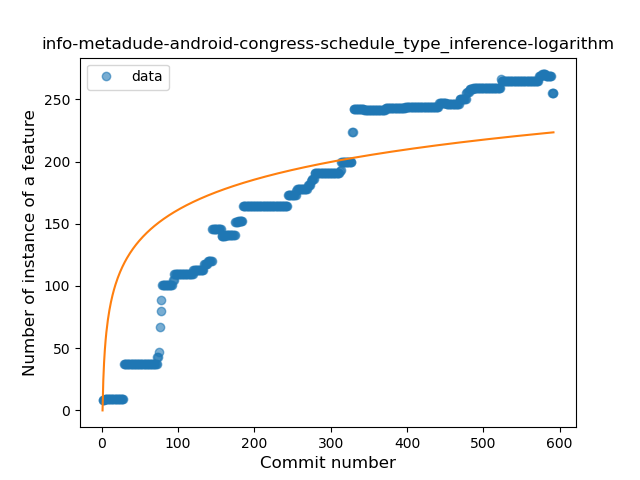 info-metadude-android-congress-schedule_type_inference-logarithm
data
Number of instance of a feature
250
200
150
100
50
0
0 100 200 300 400 500 600
Commit number